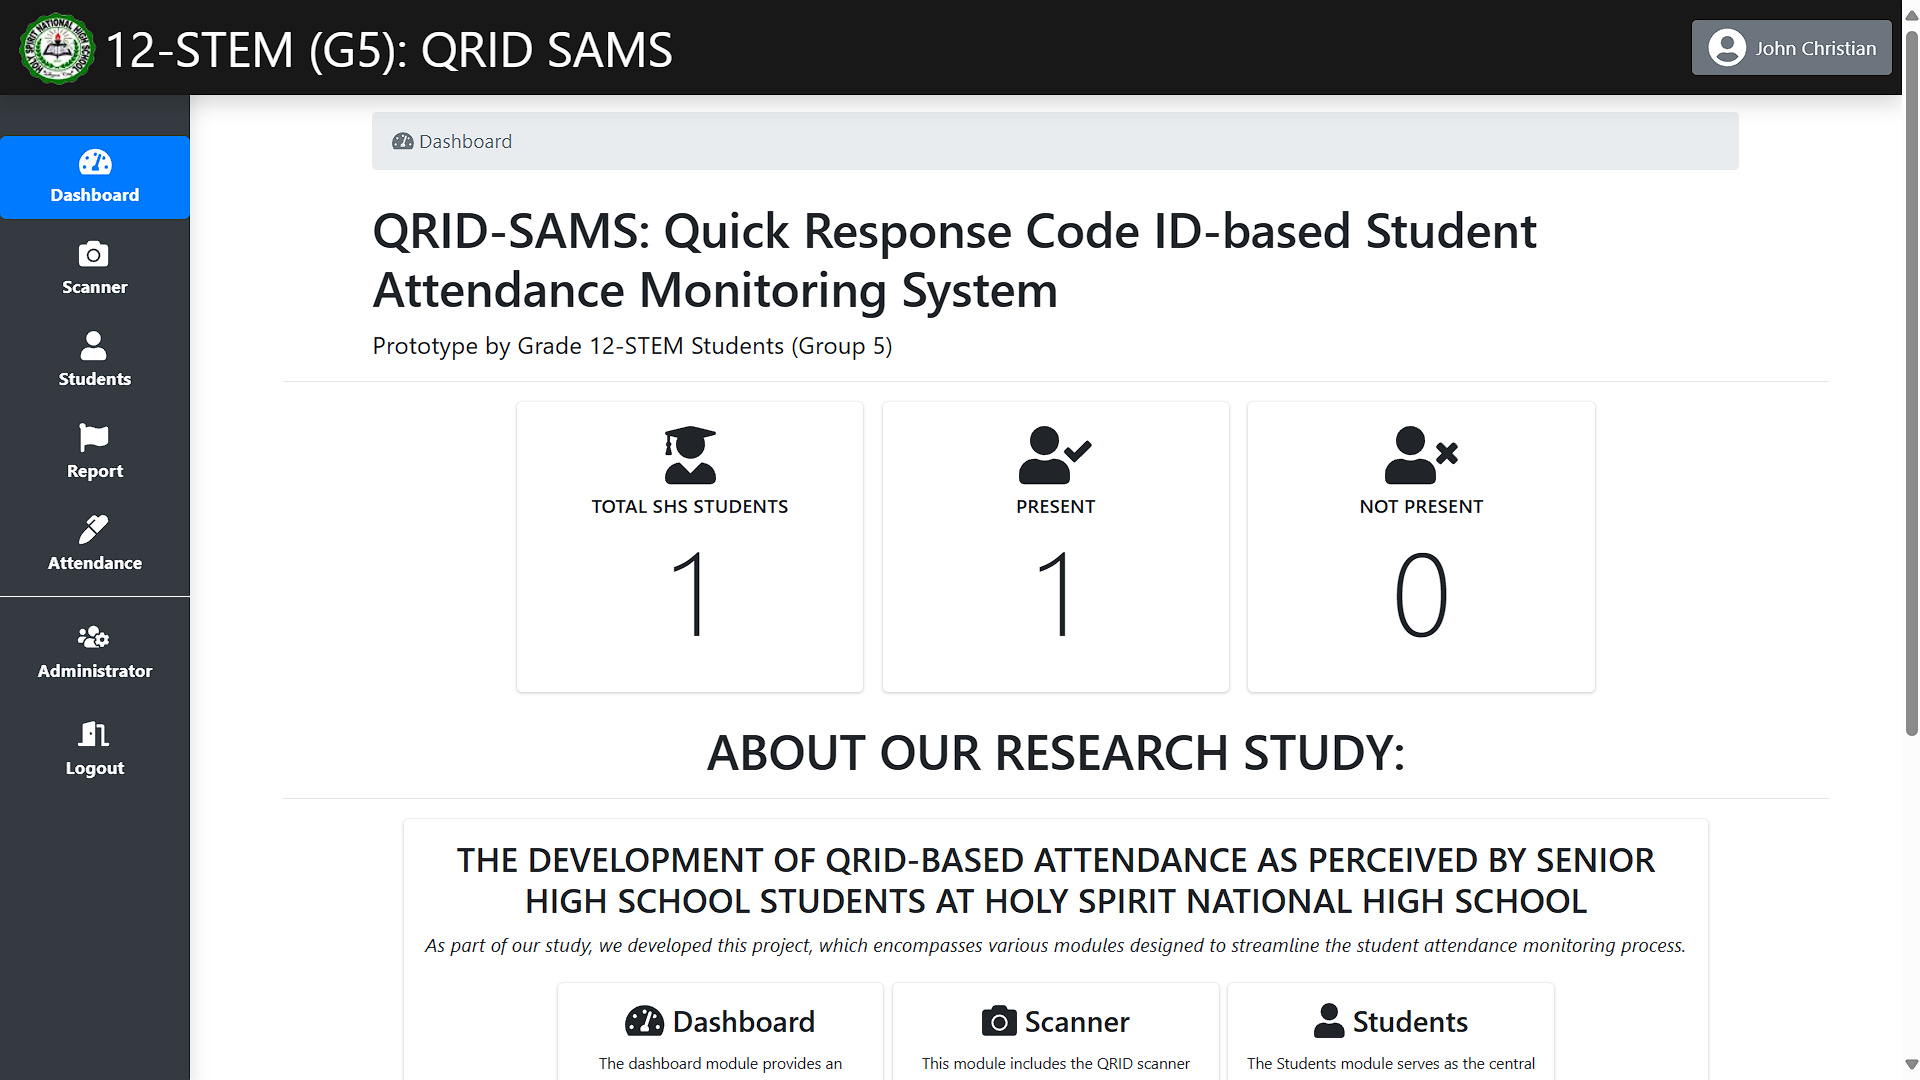 12-STEM (G5): QRID SAMS
John Christian
Dashboard
Scanner
Students
Report
Attendance
Administrator
Logout
Dashboard
QRID-SAMS: Quick Response Code ID-based Student
Attendance Monitoring System
Prototype by Grade 12-STEM Students (Group 5)
TOTAL SHS STUDENTS
1
PRESENT
1
NOT PRESENT
0
ABOUT OUR RESEARCH STUDY:
THE DEVELOPMENT OF QRID-BASED ATTENDANCE AS PERCEIVED BY SENIOR
HIGH SCHOOL STUDENTS AT HOLY SPIRIT NATIONAL HIGH SCHOOL
As part of our study, we developed this project, which encompasses various modules designed to streamline the student attendance monitoring process.
Dashboard
The dashboard module provides an
Scanner
This module includes the QRID scanner
Students
The Students module serves as the central